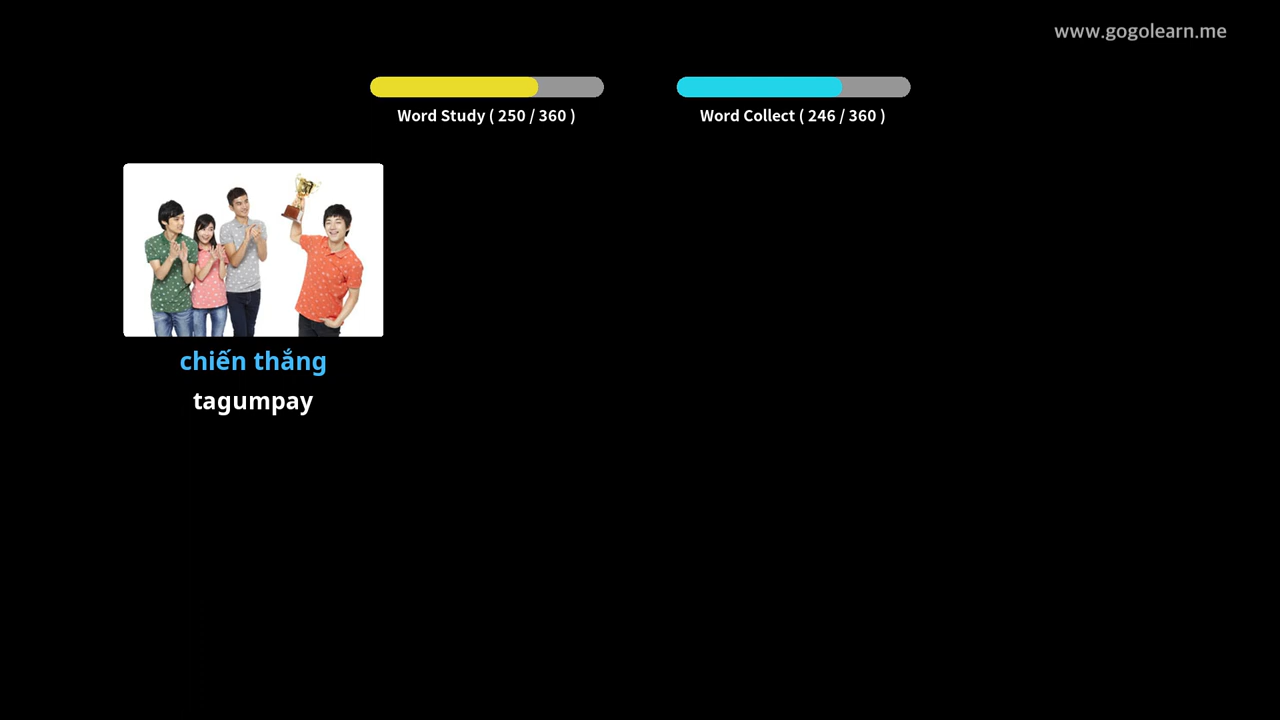 www.gogolearn.me
Word Study ( 250 / 360 )
Word Collect ( 246 / 360 )
chiến thắng
tagumpay